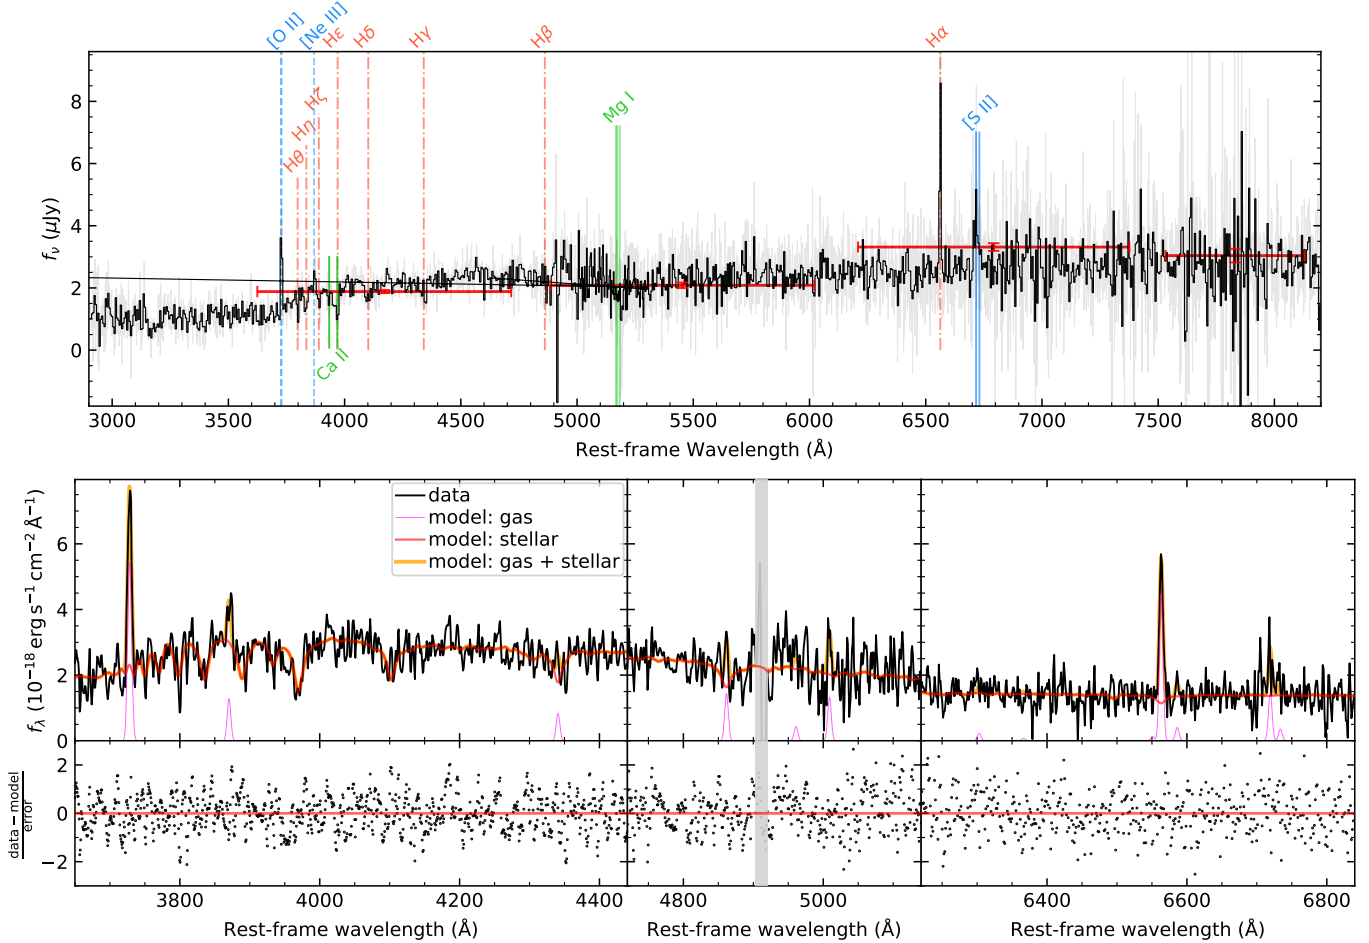 [O II] [Ne III] Hε Hδ Hγ Hβ Hα
Hζ
Hη
Hθ
Mg I
[S II]
Ca II
8
6
4
2
0
fν (μJy)
3000 3500 4000 4500 5000 5500 6000 6500 7000 7500 8000
Rest-frame Wavelength (Å)
data
model: gas
model: stellar
model: gas + stellar
6
4
2
0
fλ (10⁻¹⁸ erg s⁻¹ cm⁻² Å⁻¹)
2
0
−2
data−model
error
3800 4000 4200 4400 4800 5000 6400 6600 6800
Rest-frame wavelength (Å) Rest-frame wavelength (Å) Rest-frame wavelength (Å)